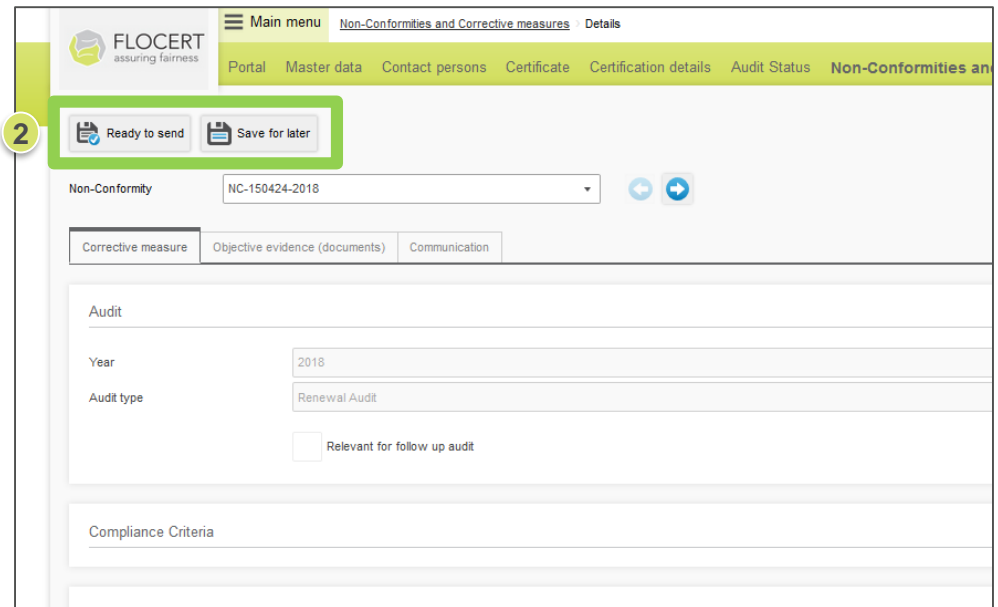 FLOCERT
assuring fairness
Main menu
Non-Conformities and Corrective measures
Details
Portal
Master data
Contact persons
Certificate
Certification details
Audit Status
Non-Conformities an
2
Ready to send
Save for later
Non-Conformity
NC-150424-2018
Corrective measure
Objective evidence (documents)
Communication
Audit
Year
2018
Audit type
Renewal Audit
Relevant for follow up audit
Compliance Criteria